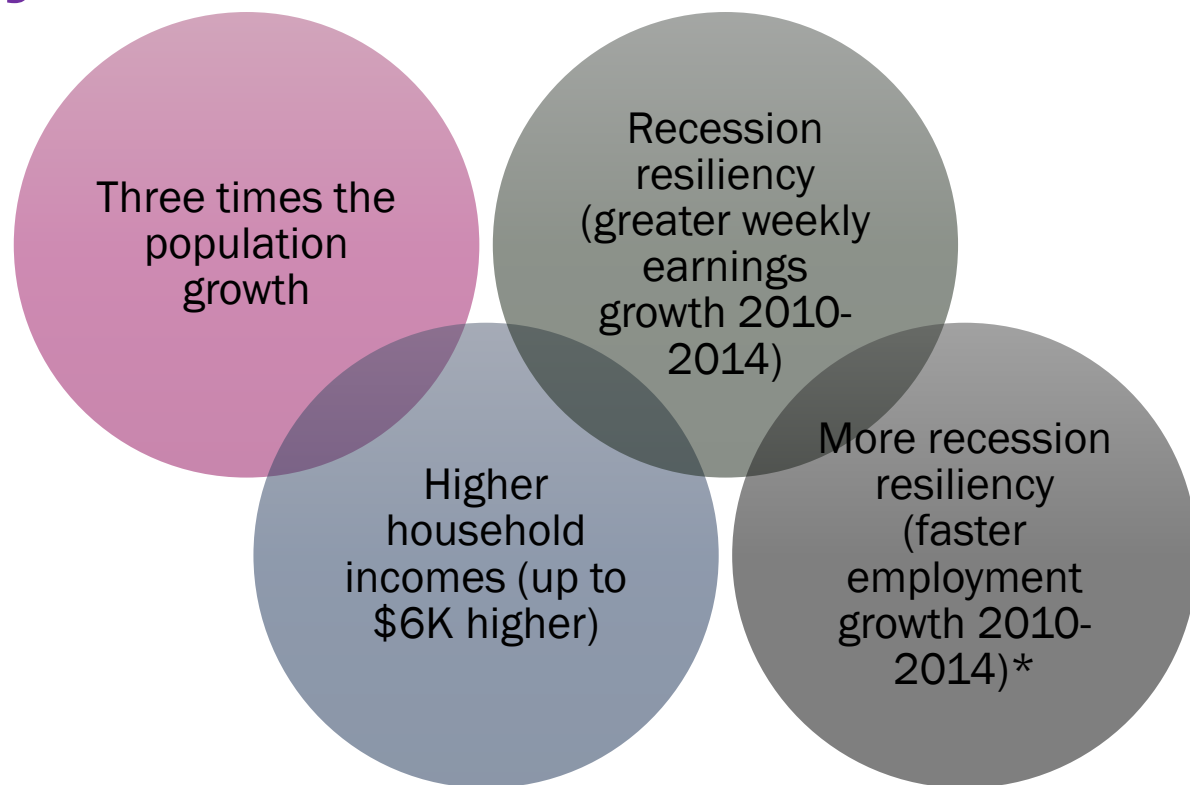 Three times the
population
growth
Recession
resiliency
(greater weekly
earnings
growth 2010-
2014)
Higher
household
incomes (up to
$6K higher)
More recession
resiliency
(faster
employment
growth 2010-
2014)*